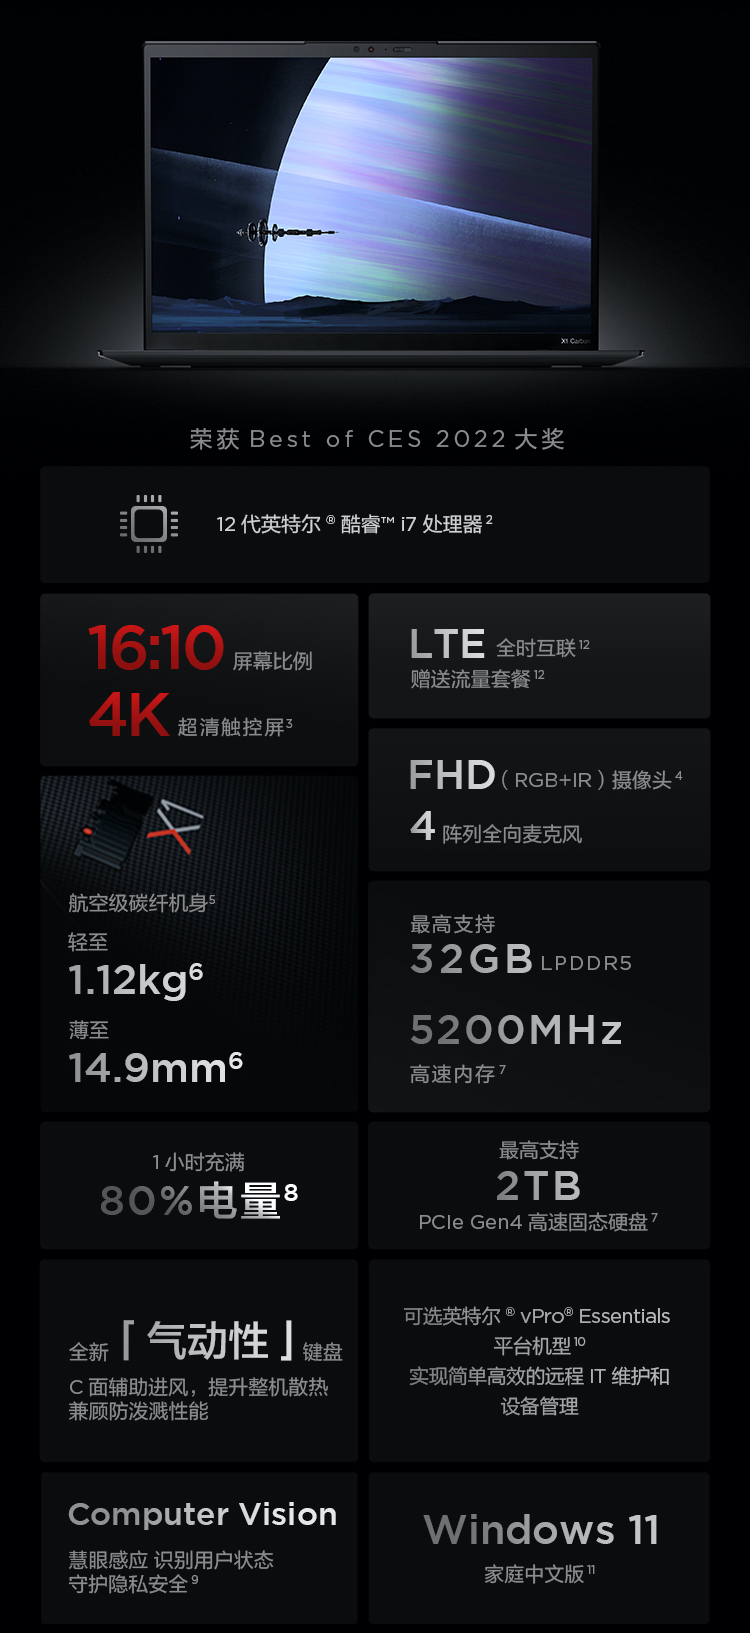 X1 Carbon
荣获 Best of CES 2022 大奖
12 代英特尔® 酷睿™ i7 处理器2
16:10 屏幕比例
4K 超清触控屏3
LTE 全时互联12
赠送流量套餐12
FHD（RGB+IR）摄像头4
4 阵列全向麦克风
X1
航空级碳纤机身5
轻至
1.12kg6
薄至
14.9mm6
最高支持
32GB LPDDR5
5200MHz
高速内存7
1 小时充满
80%电量8
最高支持
2TB
PCIe Gen4 高速固态硬盘7
全新「气动性」键盘
C 面辅助进风，提升整机散热
兼顾防泼溅性能
可选英特尔® vPro® Essentials
平台机型10
实现简单高效的远程 IT 维护和
设备管理
Computer Vision
慧眼感应 识别用户状态
守护隐私安全9
Windows 11
家庭中文版11